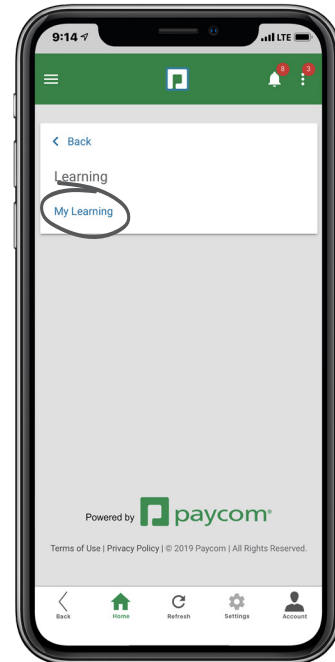 9:14
LTE
8
3
Back
Learning
My Learning
Powered by paycom®
Terms of Use | Privacy Policy | © 2019 Paycom | All Rights Reserved.
Back Home Refresh Settings Account